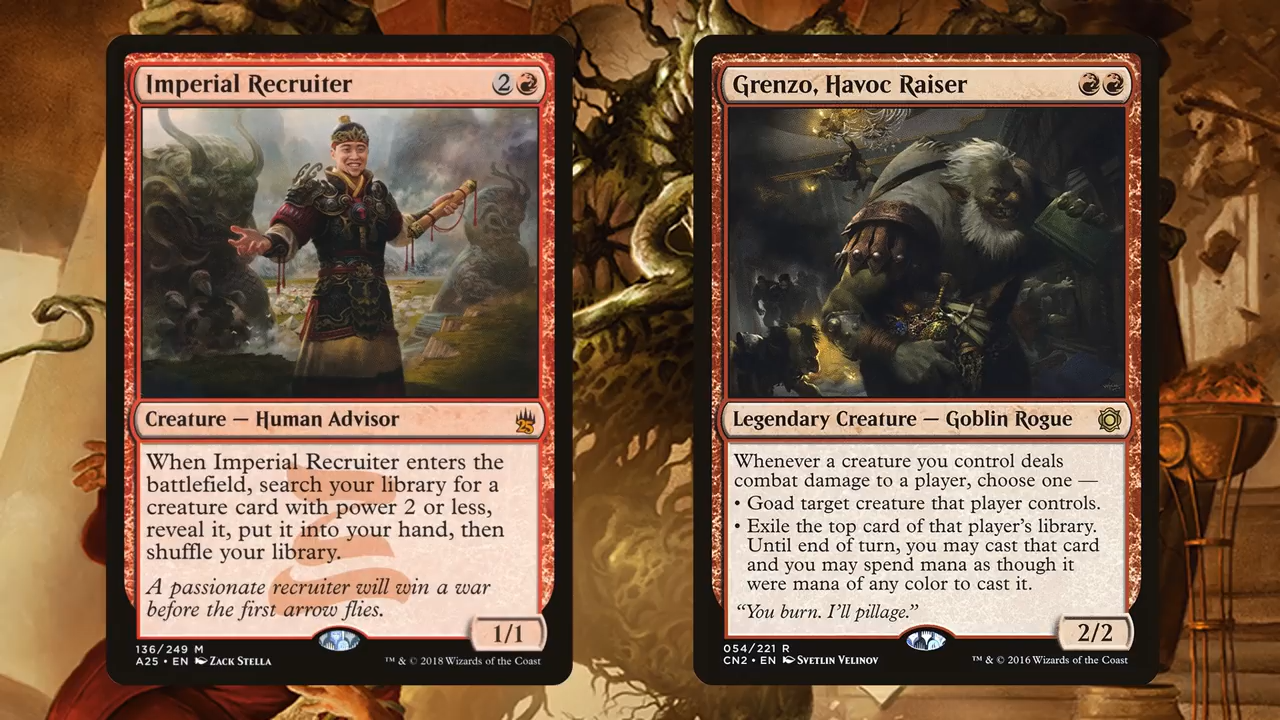 Imperial Recruiter
2
Creature — Human Advisor
25
When Imperial Recruiter enters the
battlefield, search your library for a
creature card with power 2 or less,
reveal it, put it into your hand, then
shuffle your library.
A passionate recruiter will win a war
before the first arrow flies.
1/1
136/249 M
A25 • EN Zack Stella
™ & © 2018 Wizards of the Coast
Grenzo, Havoc Raiser
Legendary Creature — Goblin Rogue
Whenever a creature you control deals
combat damage to a player, choose one —
• Goad target creature that player controls.
• Exile the top card of that player's library.
Until end of turn, you may cast that card
and you may spend mana as though it
were mana of any color to cast it.
"You burn. I'll pillage."
2/2
054/221 R
CN2 • EN Svetlin Velinov
™ & © 2016 Wizards of the Coast